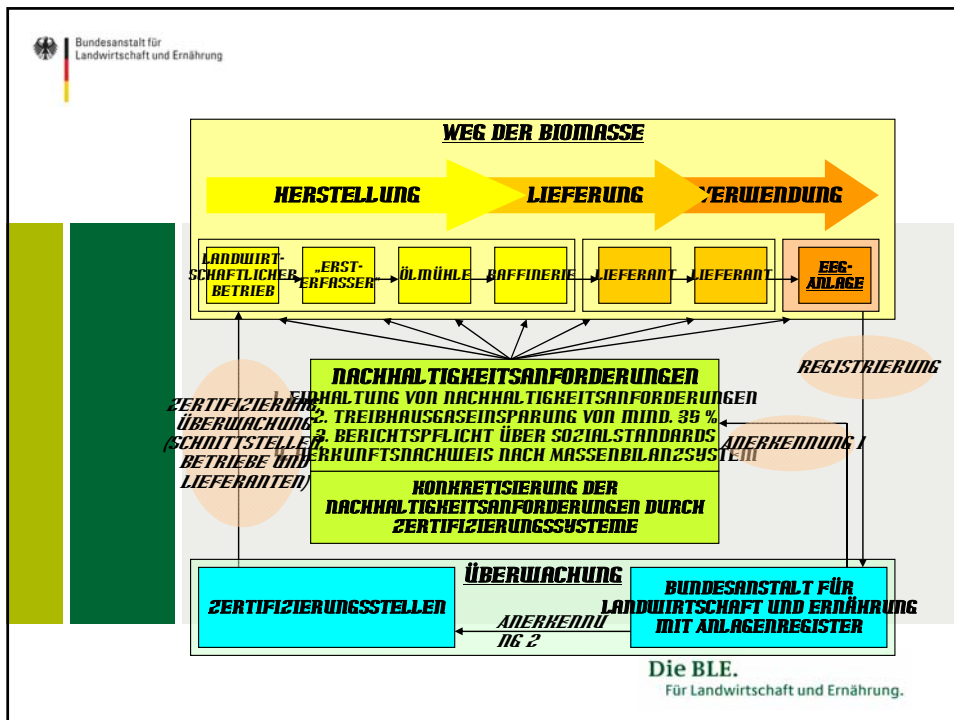 Bundesanstalt für
Landwirtschaft und Ernährung
WEG DER BIOMASSE
HERSTELLUNG
LIEFERUNG
VERWENDUNG
LANDWIRT-
SCHAFTLICHER
BETRIEB
„ERST-
ERFASSER“
ÖLMÜHLE
RAFFINERIE
LIEFERANT
LIEFERANT
EEG-
ANLAGE
REGISTRIERUNG
NACHHALTIGKEITSANFORDERUNGEN
1. EINHALTUNG VON NACHHALTIGKEITSANFORDERUNGEN
2. TREIBHAUSGASEINSPARUNG VON MIND. 35 %
3. BERICHTSPFLICHT ÜBER SOZIALSTANDARDS
4. HERKUNFTSNACHWEIS NACH MASSENBILANZSYSTEM
ZERTIFIZIERUNG,
ÜBERWACHUNG
(SCHNITTSTELLEN,
BETRIEBE UND
LIEFERANTEN)
ANERKENNUNG 1
KONKRETISIERUNG DER
NACHHALTIGKEITSANFORDERUNGEN DURCH
ZERTIFIZIERUNGSSYSTEME
ÜBERWACHUNG
ZERTIFIZIERUNGSSTELLEN
ANERKENNU
NG 2
BUNDESANSTALT FÜR
LANDWIRTSCHAFT UND ERNÄHRUNG
MIT ANLAGENREGISTER
Die BLE.
Für Landwirtschaft und Ernährung.